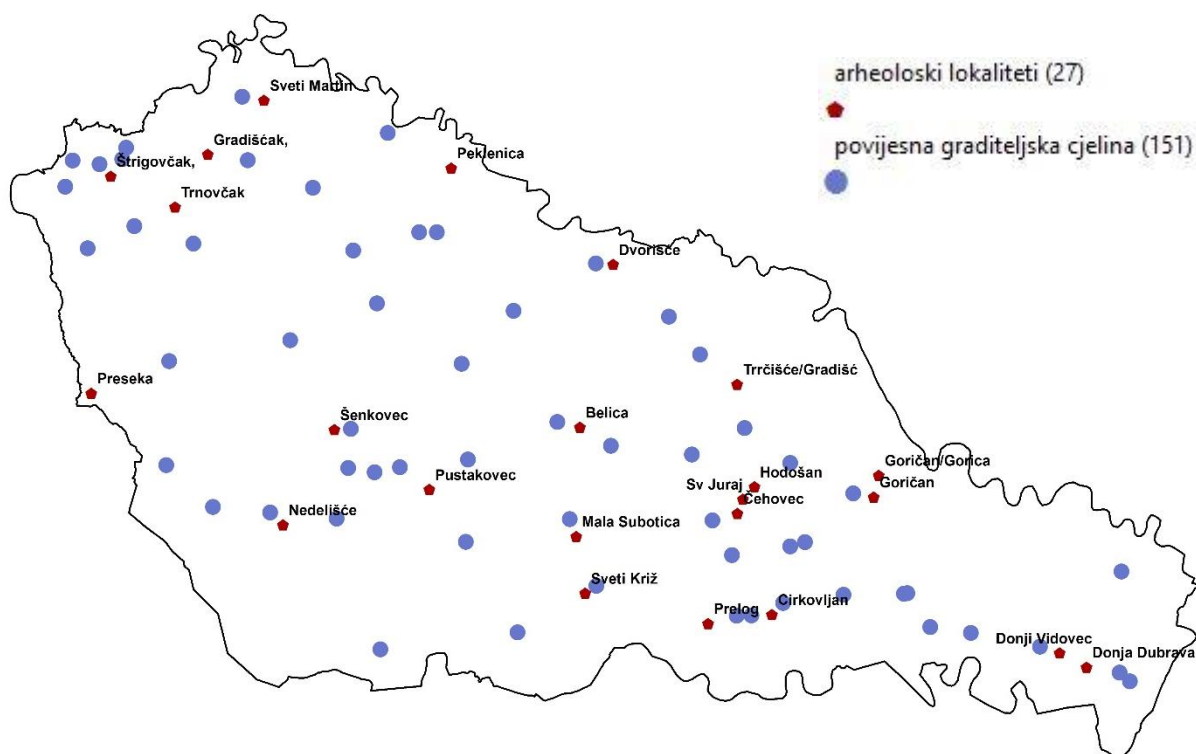 arheoloski lokaliteti (27)
povijesna graditeljska cjelina (151)
Sveti Martin
Gradišćak,
Štrigovčak,
Peklenica
Trnovčak
Dvorišće
Trrčišće/Gradišć
Preseka
Šenkovec
Belica
Pustakovec
Goričan/Gorica
Hodošan
Sv Juraj
Goričan
Čehovec
Nedelišće
Mala Subotica
Sveti Križ
Prelog
Cirkovljan
Donji Vidovec
Donja Dubrava